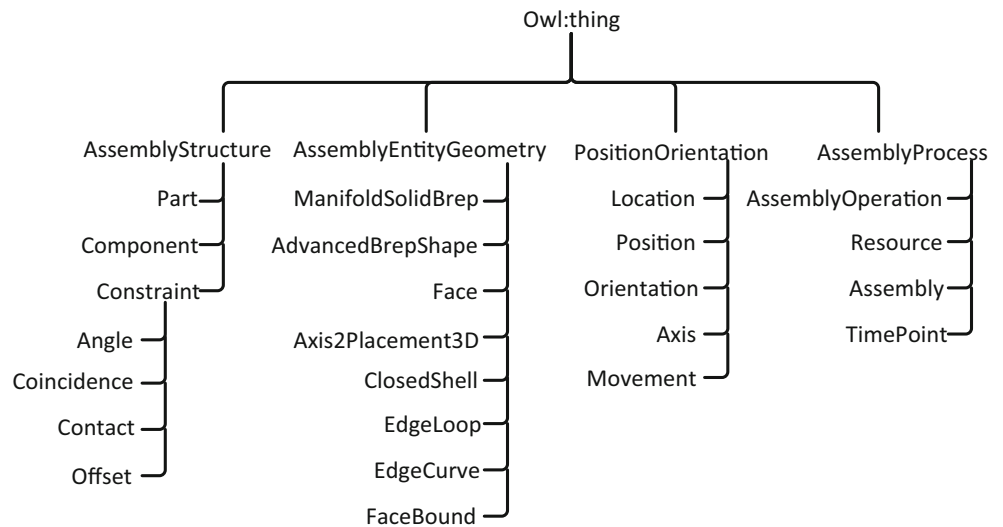 Owl:thing
AssemblyStructure
Part
Component
Constraint
Angle
Coincidence
Contact
Offset
AssemblyEntityGeometry
ManifoldSolidBrep
AdvancedBrepShape
Face
Axis2Placement3D
ClosedShell
EdgeLoop
EdgeCurve
FaceBound
PositionOrientation
Location
Position
Orientation
Axis
Movement
AssemblyProcess
AssemblyOperation
Resource
Assembly
TimePoint